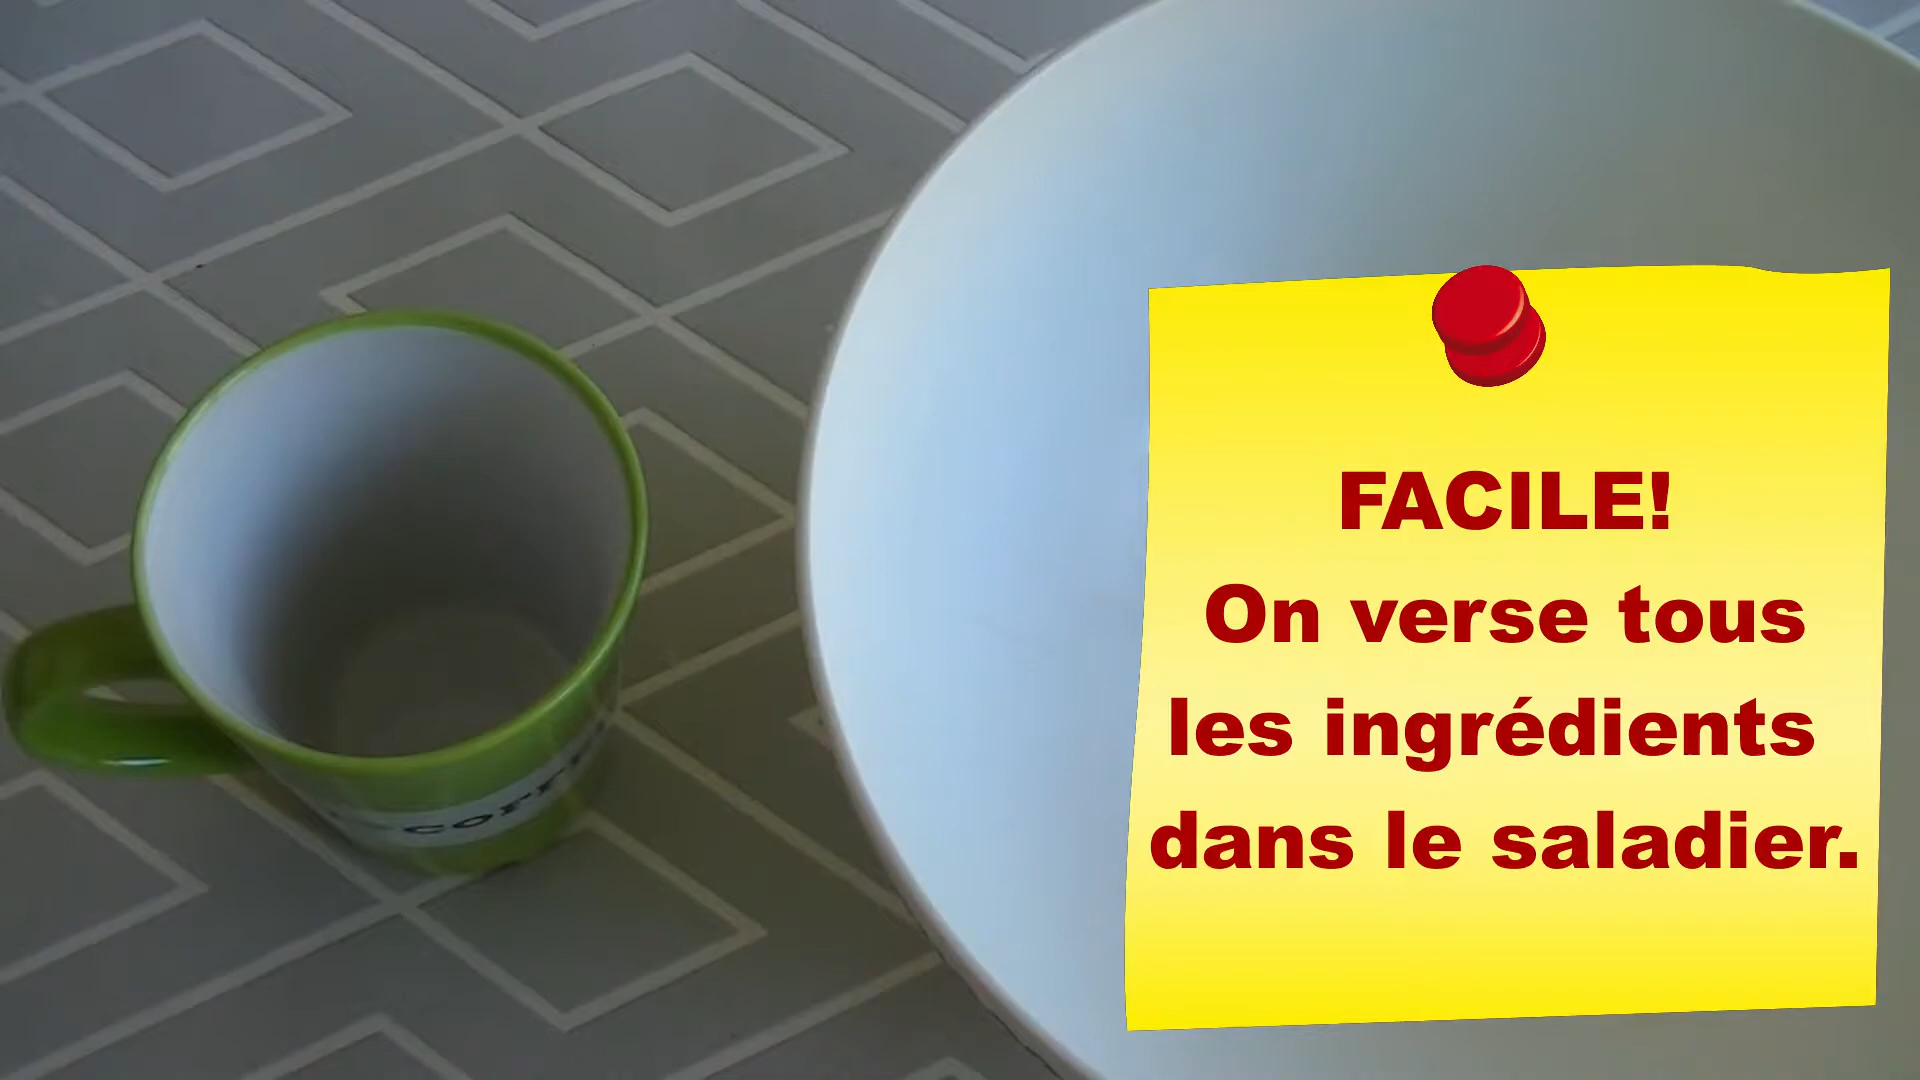 FACILE!
On verse tous
les ingrédients
dans le saladier.